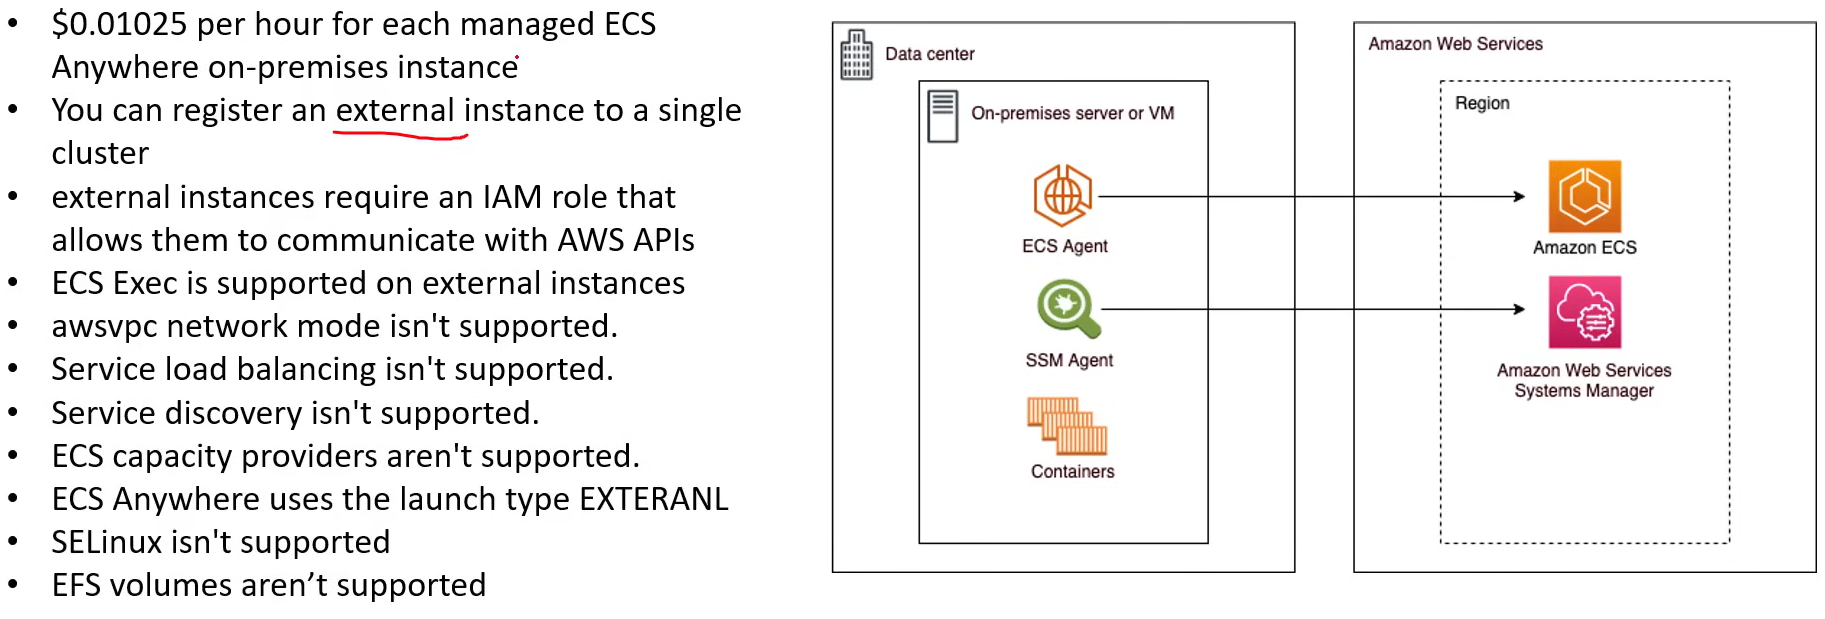 • $0.01025 per hour for each managed ECS
Anywhere on-premises instance
• You can register an external instance to a single
cluster
• external instances require an IAM role that
allows them to communicate with AWS APIs
• ECS Exec is supported on external instances
• awsvpc network mode isn't supported.
• Service load balancing isn't supported.
• Service discovery isn't supported.
• ECS capacity providers aren't supported.
• ECS Anywhere uses the launch type EXTERANL
• SELinux isn't supported
• EFS volumes aren’t supported
Data center
On-premises server or VM
ECS Agent
SSM Agent
Containers
Amazon Web Services
Region
Amazon ECS
Amazon Web Services
Systems Manager